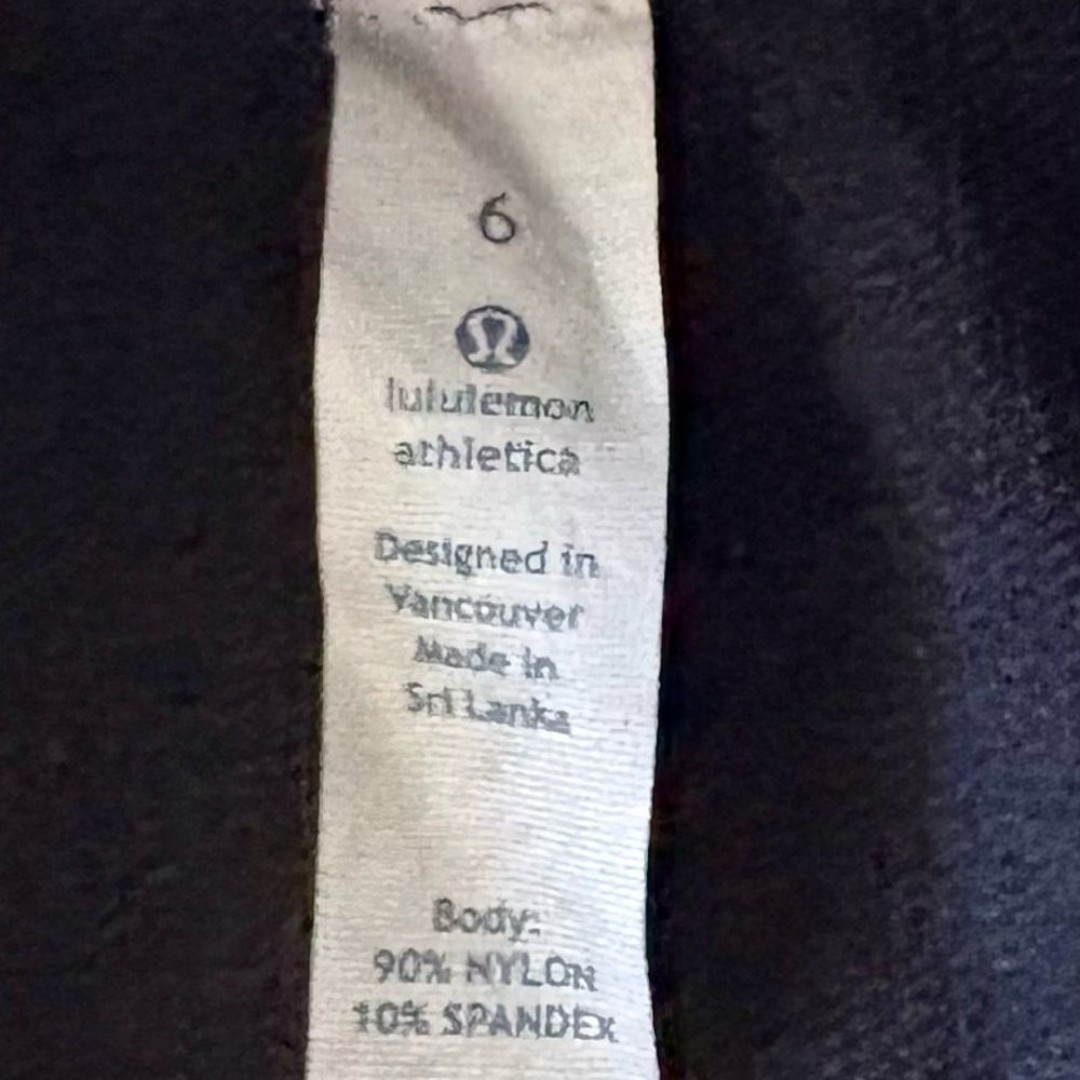 6
lululemon
athletica
Designed in
Vancouver
Made in
Sri Lanka
Body:
90% NYLON
10% SPANDEX